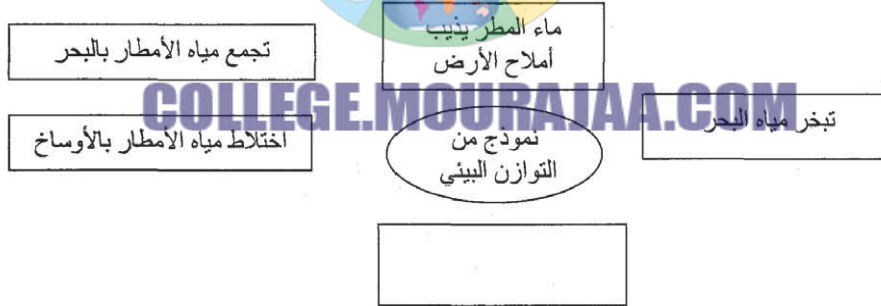 ماء المطر يذيب
أملاح الأرض
تجمع مياه الأمطار بالبحر
COLLEGE.MOURAJAA.COM
تبخر مياه البحر
نموذج من
التوازن البيئي
اختلاط مياه الأمطار بالأوساخ